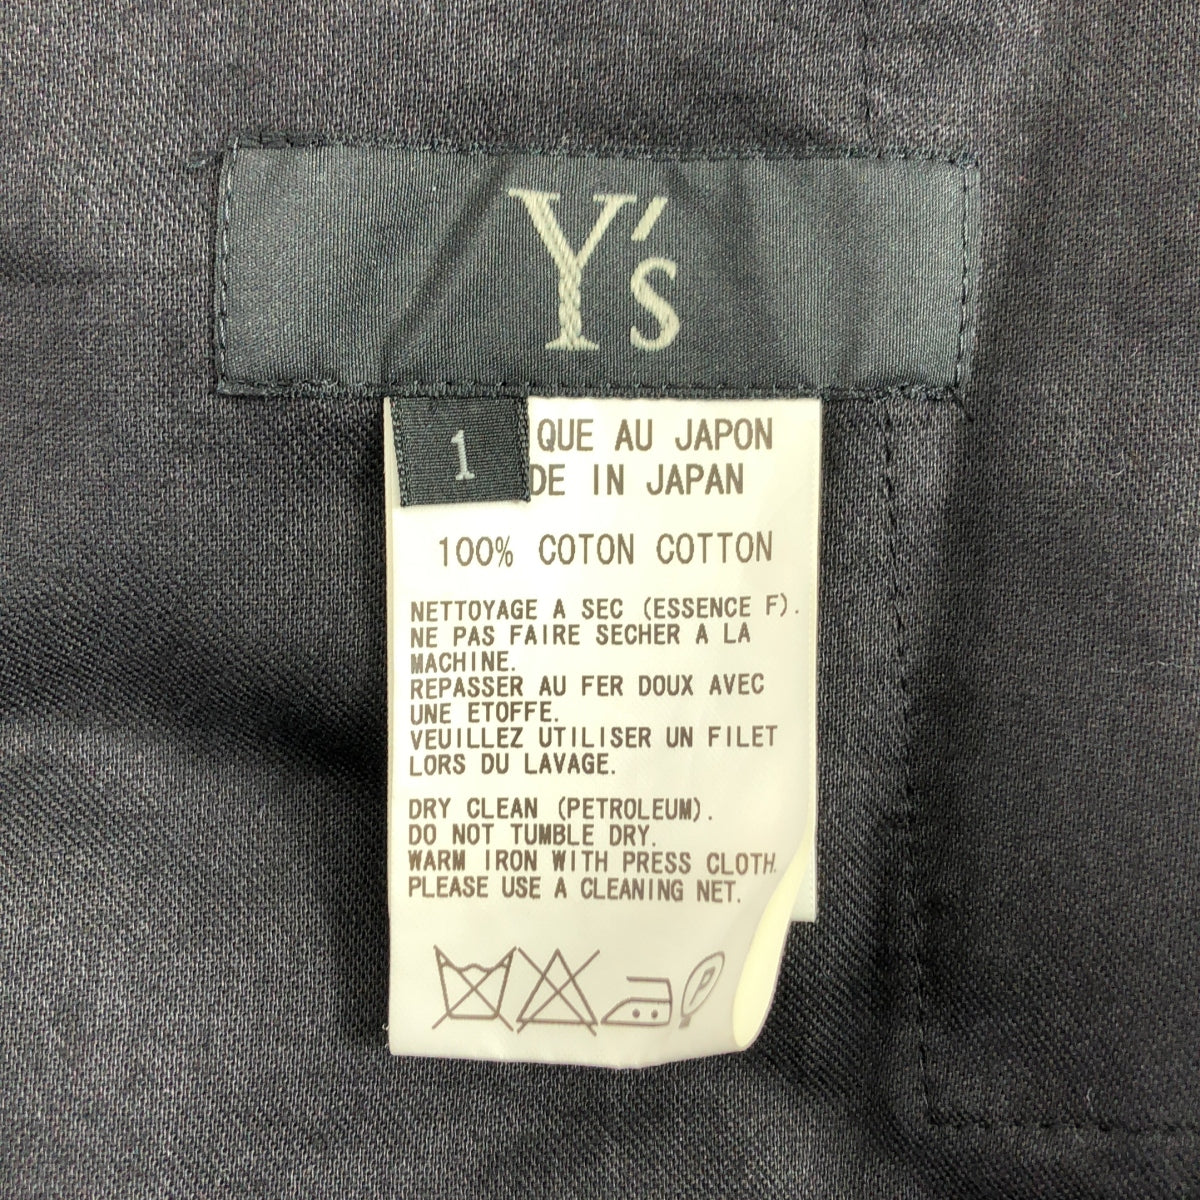 Y's
1
QUE AU JAPON
DE IN JAPAN
100% COTON COTTON
NETTOYAGE A SEC (ESSENCE F).
NE PAS FAIRE SECHER A LA
MACHINE.
REPASSER AU FER DOUX AVEC
UNE ETOFFE.
VEUILLEZ UTILISER UN FILET
LORS DU LAVAGE.
DRY CLEAN (PETROLEUM).
DO NOT TUMBLE DRY.
WARM IRON WITH PRESS CLOTH.
PLEASE USE A CLEANING NET.
P